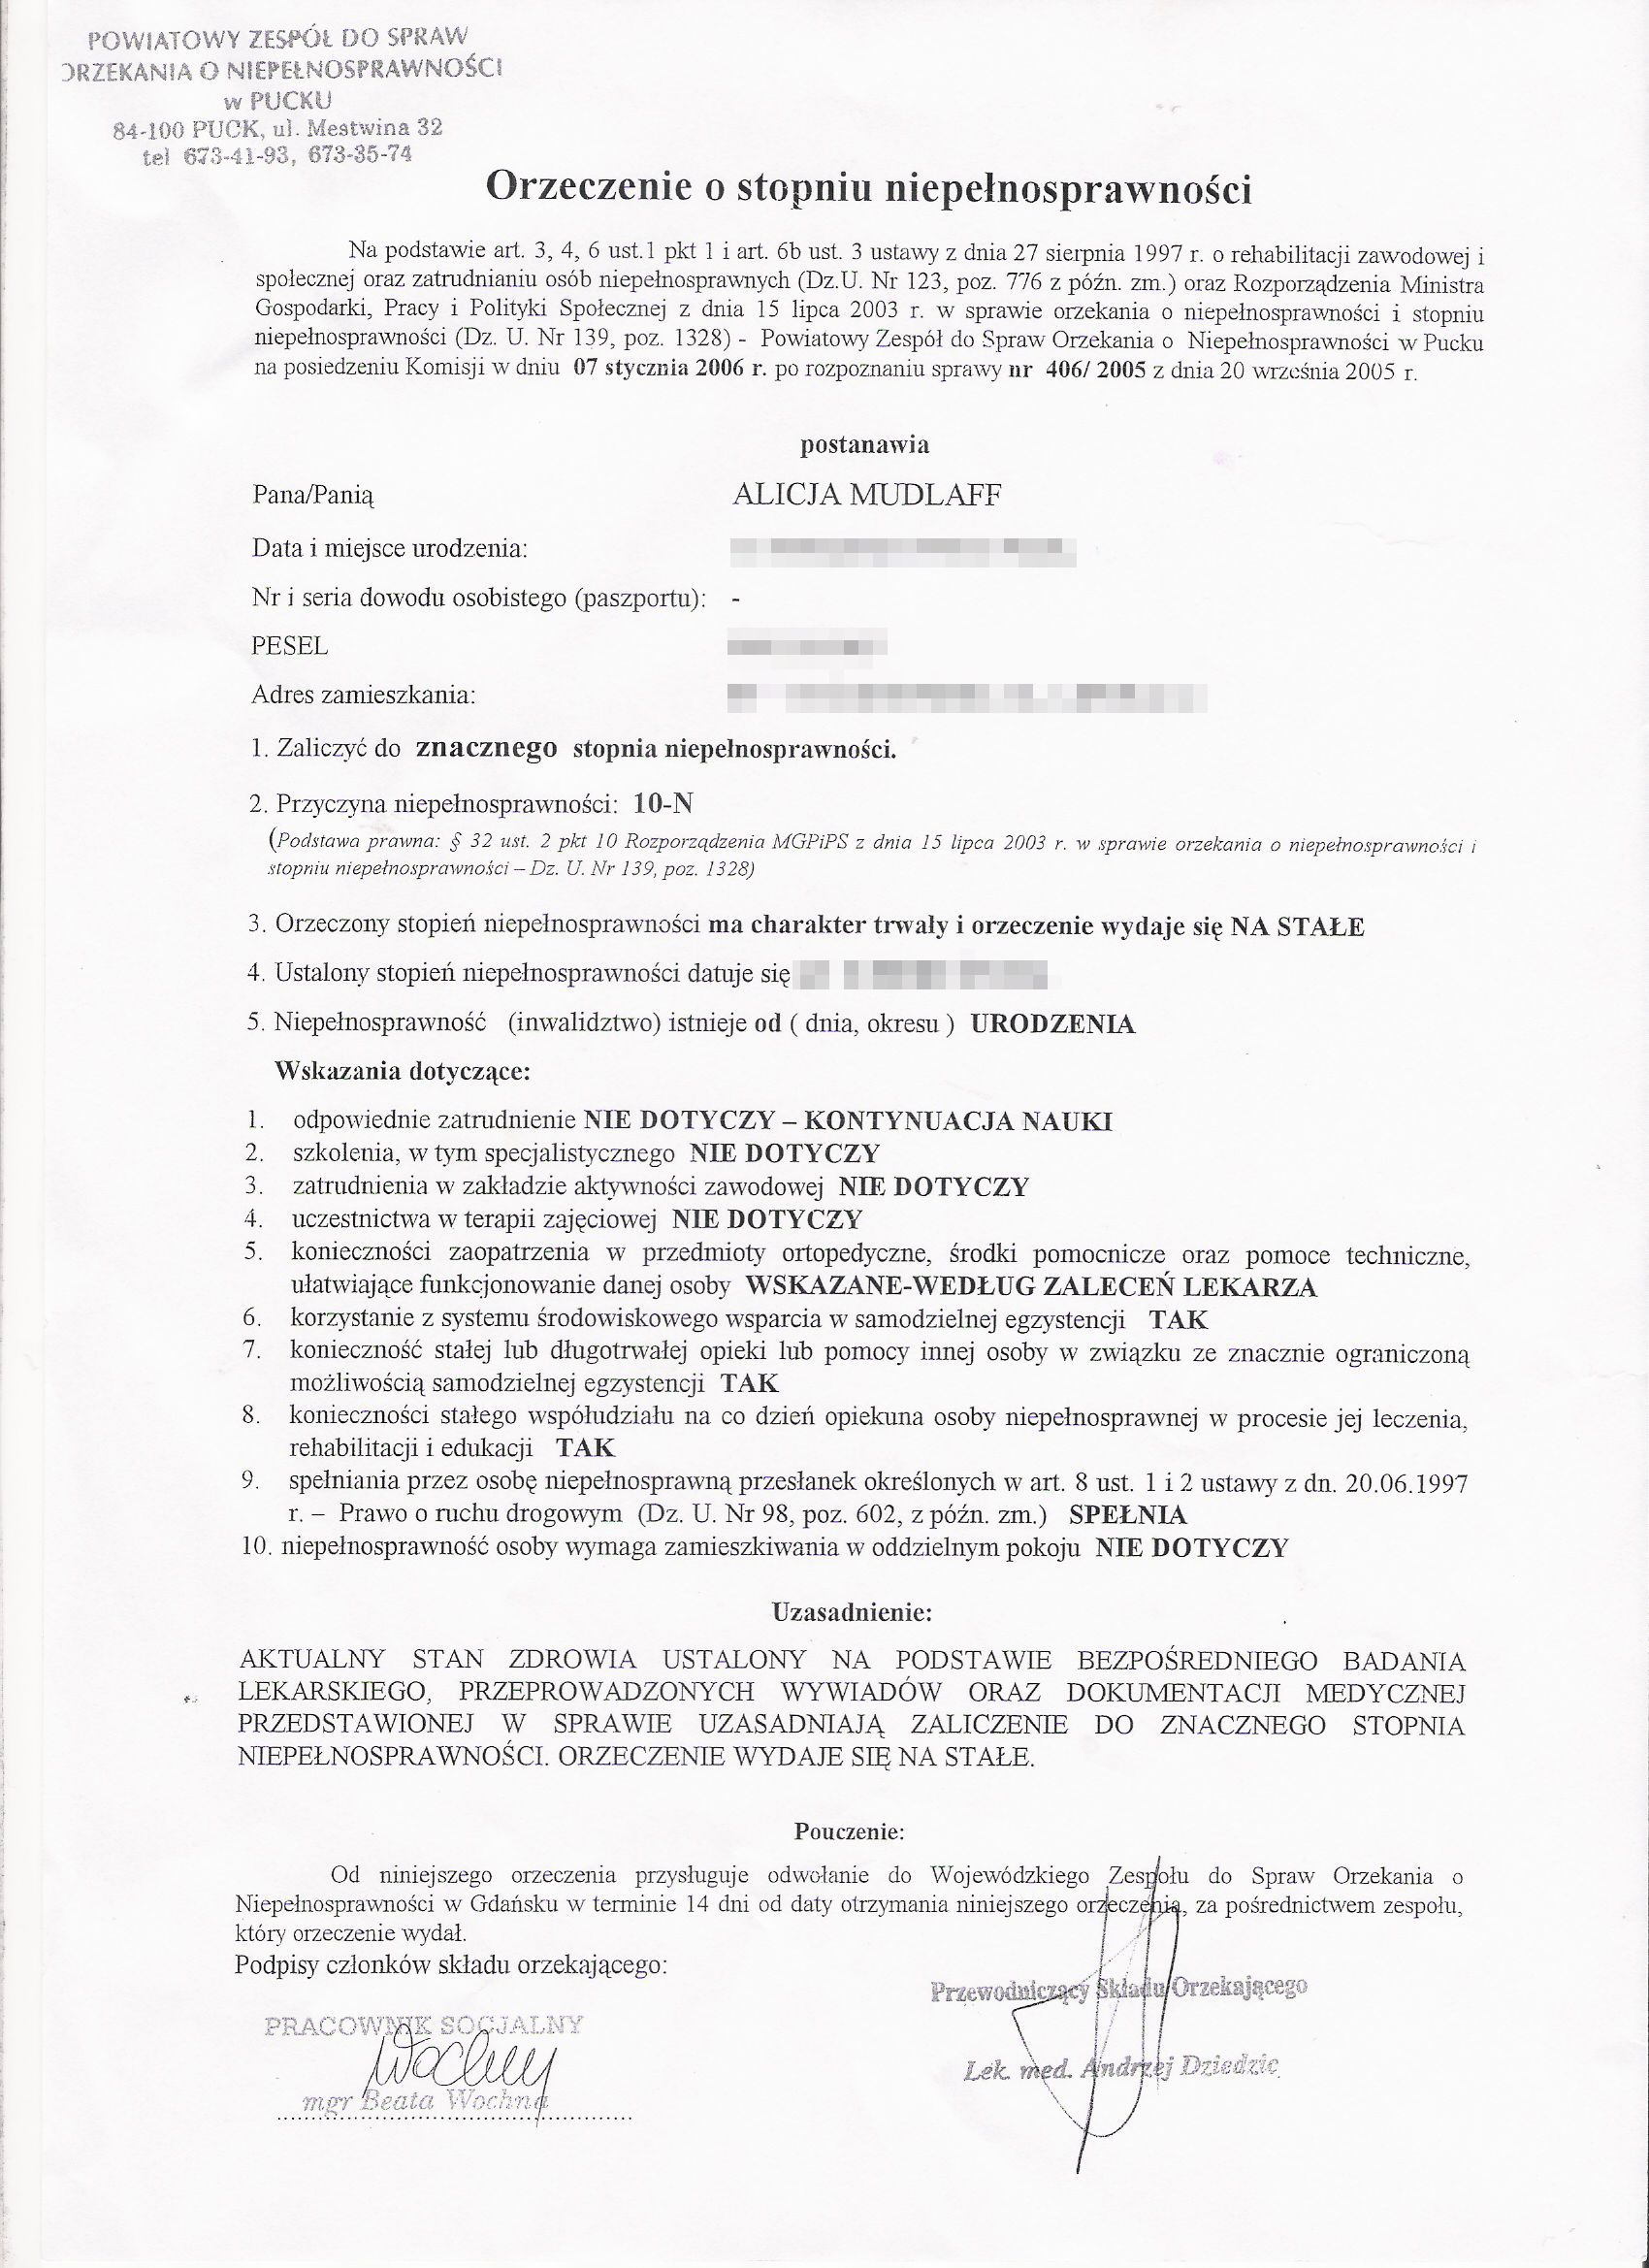 POWIATOWY ZESPÓŁ DO SPRAW
ORZEKANIA O NIEPEŁNOSPRAWNOŚCI
w PUCKU
84-100 PUCK, ul. Mestwina 32
tel 673-41-93, 673-35-74
Orzeczenie o stopniu niepełnosprawności
Na podstawie art. 3, 4, 6 ust.1 pkt 1 i art. 6b ust. 3 ustawy z dnia 27 sierpnia 1997 r. o rehabilitacji zawodowej i
społecznej oraz zatrudnianiu osób niepełnosprawnych (Dz.U. Nr 123, poz. 776 z późn. zm.) oraz Rozporządzenia Ministra
Gospodarki, Pracy i Polityki Społecznej z dnia 15 lipca 2003 r. w sprawie orzekania o niepełnosprawności i stopniu
niepełnosprawności (Dz. U. Nr 139, poz. 1328) - Powiatowy Zespół do Spraw Orzekania o Niepełnosprawności w Pucku
na posiedzeniu Komisji w dniu 07 stycznia 2006 r. po rozpoznaniu sprawy nr 406/ 2005 z dnia 20 września 2005 r.
postanawia
Pana/Panią ALICJA MUDLAFF
Data i miejsce urodzenia:
Nr i seria dowodu osobistego (paszportu): -
PESEL
Adres zamieszkania:
1. Zaliczyć do znacznego stopnia niepełnosprawności.
2. Przyczyna niepełnosprawności: 10-N
(Podstawa prawna: § 32 ust. 2 pkt 10 Rozporządzenia MGPiPS z dnia 15 lipca 2003 r. w sprawie orzekania o niepełnosprawności i
stopniu niepełnosprawności – Dz. U. Nr 139, poz. 1328)
3. Orzeczony stopień niepełnosprawności ma charakter trwały i orzeczenie wydaje się NA STAŁE
4. Ustalony stopień niepełnosprawności datuje się
5. Niepełnosprawność (inwalidztwo) istnieje od ( dnia, okresu ) URODZENIA
Wskazania dotyczące:
1. odpowiednie zatrudnienie NIE DOTYCZY – KONTYNUACJA NAUKI
2. szkolenia, w tym specjalistycznego NIE DOTYCZY
3. zatrudnienia w zakładzie aktywności zawodowej NIE DOTYCZY
4. uczestnictwa w terapii zajęciowej NIE DOTYCZY
5. konieczności zaopatrzenia w przedmioty ortopedyczne, środki pomocnicze oraz pomoce techniczne,
ułatwiające funkcjonowanie danej osoby WSKAZANE-WEDŁUG ZALECEŃ LEKARZA
6. korzystanie z systemu środowiskowego wsparcia w samodzielnej egzystencji TAK
7. konieczność stałej lub długotrwałej opieki lub pomocy innej osoby w związku ze znacznie ograniczoną
możliwością samodzielnej egzystencji TAK
8. konieczności stałego współudziału na co dzień opiekuna osoby niepełnosprawnej w procesie jej leczenia,
rehabilitacji i edukacji TAK
9. spełniania przez osobę niepełnosprawną przesłanek określonych w art. 8 ust. 1 i 2 ustawy z dn. 20.06.1997
r. – Prawo o ruchu drogowym (Dz. U. Nr 98, poz. 602, z późn. zm.) SPEŁNIA
10. niepełnosprawność osoby wymaga zamieszkiwania w oddzielnym pokoju NIE DOTYCZY
Uzasadnienie:
AKTUALNY STAN ZDROWIA USTALONY NA PODSTAWIE BEZPOŚREDNIEGO BADANIA
LEKARSKIEGO, PRZEPROWADZONYCH WYWIADÓW ORAZ DOKUMENTACJI MEDYCZNEJ
PRZEDSTAWIONEJ W SPRAWIE UZASADNIAJĄ ZALICZENIE DO ZNACZNEGO STOPNIA
NIEPEŁNOSPRAWNOŚCI. ORZECZENIE WYDAJE SIĘ NA STAŁE.
Pouczenie:
Od niniejszego orzeczenia przysługuje odwołanie do Wojewódzkiego Zespołu do Spraw Orzekania o
Niepełnosprawności w Gdańsku w terminie 14 dni od daty otrzymania niniejszego orzeczenia, za pośrednictwem zespołu,
który orzeczenie wydał.
Podpisy członków składu orzekającego:
Przewodniczący Składu Orzekającego
PRACOWNIK SOCJALNY
Wochna
Lek. med. Andrzej Dziedzic
mgr Beata Wochna